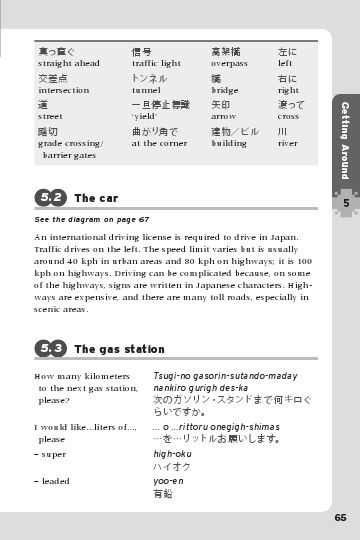 真っ直ぐ 信号 高架橋 左に
straight ahead traffic light overpass left
交差点 トンネル 橋 右に
intersection tunnel bridge right
道 一旦停止標識 矢印 渡って
street 'yield' arrow cross
踏切 曲がり角で 建物／ビル 川
grade crossing/ at the corner building river
barrier gates
Getting Around
5
5.2 The car
See the diagram on page 67
An international driving license is required to drive in Japan.
Traffic drives on the left. The speed limit varies but is usually
around 40 kph in urban areas and 80 kph on highways; it is 100
kph on highways. Driving can be complicated because, on some
of the highways, signs are written in Japanese characters. High-
ways are expensive, and there are many toll roads, especially in
scenic areas.
5.3 The gas station
How many kilometers Tsugi-no gasorin-sutando-maday
to the next gas station, nankiro gurigh des-ka
please? 次のガソリン・スタンドまで何キロぐ
らいですか。
I would like...liters of..., ... o ...rittoru onegigh-shimas
please …を…リットルお願いします。
– super high-oku
ハイオク
– leaded yoo-en
有鉛
65